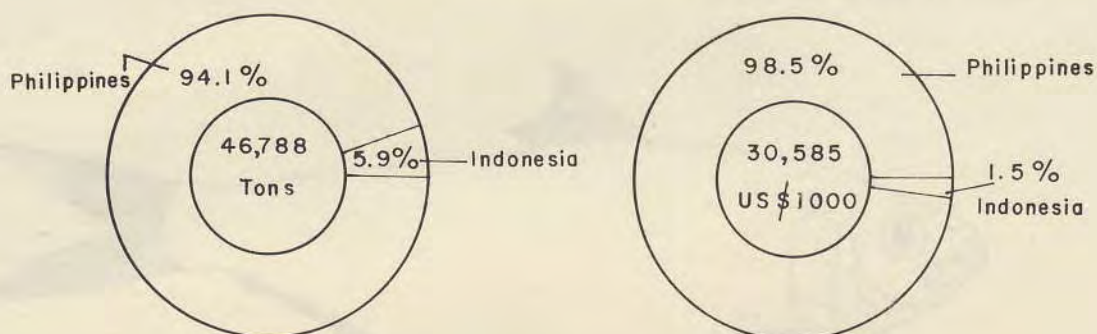 Philippines
94.1%
46,788
Tons
5.9%
Indonesia
98.5%
Philippines
30,585
US $1000
1.5%
Indonesia